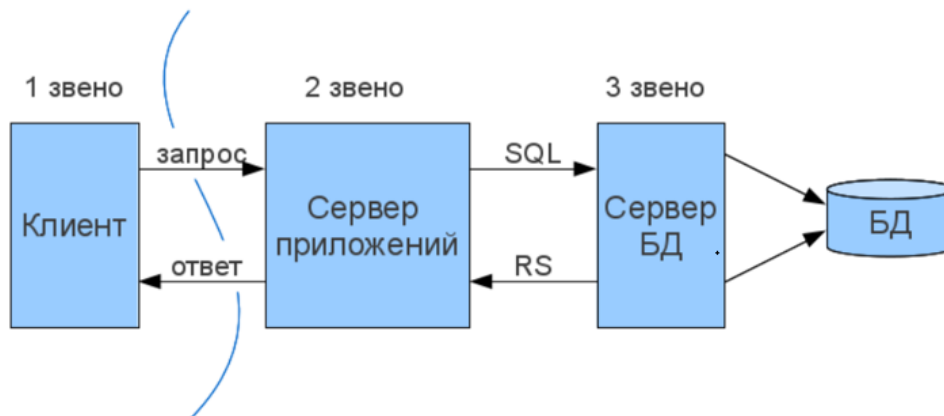 1 звено
2 звено
3 звено
запрос
SQL
Клиент
Сервер
приложений
Сервер
БД
БД
ответ
RS